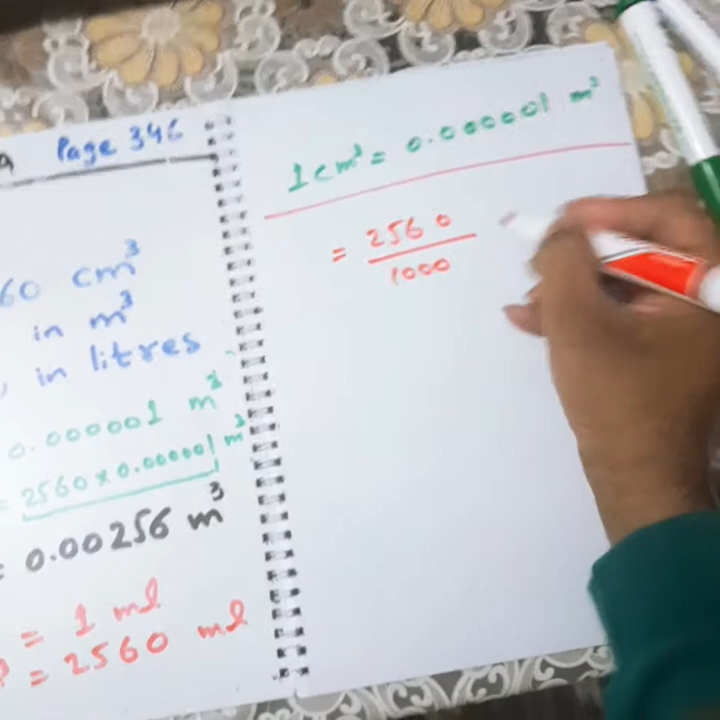 Page 346
60 cm³
in m³
in litres
0.000001 m³
= 2560 × 0.000001 m³
= 0.00256 m³
= 1 ml
= 2560 ml
1 cm³ = 0.000001 m³
= 2560
1000